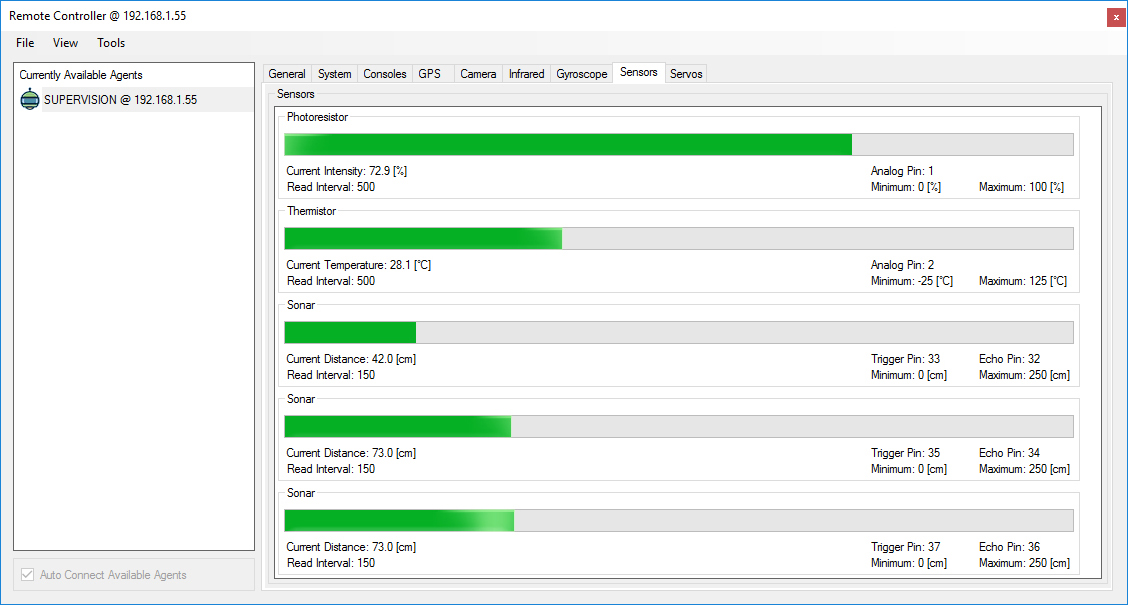 Remote Controller @ 192.168.1.55
x
File View Tools
Currently Available Agents
SUPERVISION @ 192.168.1.55
Auto Connect Available Agents
General System Consoles GPS Camera Infrared Gyroscope Sensors Servos
Sensors
Photoresistor
Current Intensity: 72.9 [%] Analog Pin: 1
Read Interval: 500 Minimum: 0 [%] Maximum: 100 [%]
Thermistor
Current Temperature: 28.1 [°C] Analog Pin: 2
Read Interval: 500 Minimum: -25 [°C] Maximum: 125 [°C]
Sonar
Current Distance: 42.0 [cm] Trigger Pin: 33 Echo Pin: 32
Read Interval: 150 Minimum: 0 [cm] Maximum: 250 [cm]
Sonar
Current Distance: 73.0 [cm] Trigger Pin: 35 Echo Pin: 34
Read Interval: 150 Minimum: 0 [cm] Maximum: 250 [cm]
Sonar
Current Distance: 73.0 [cm] Trigger Pin: 37 Echo Pin: 36
Read Interval: 150 Minimum: 0 [cm] Maximum: 250 [cm]